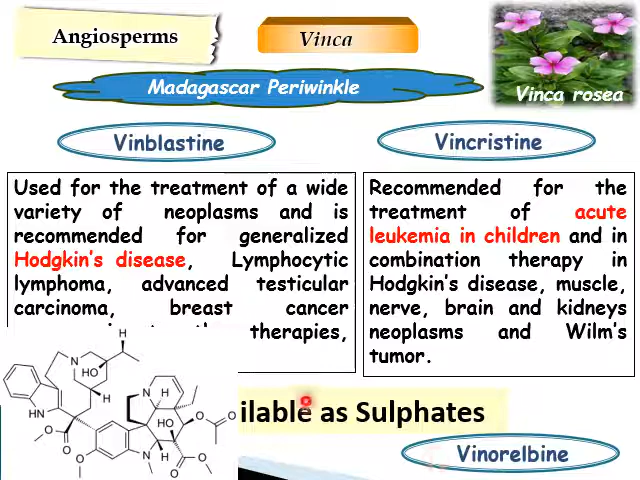 Angiosperms
Vinca
Madagascar Periwinkle
Vinca rosea
Vinblastine
Vincristine
Used for the treatment of a wide
variety of neoplasms and is
recommended for generalized
Hodgkin's disease, Lymphocytic
lymphoma, advanced testicular
carcinoma, breast cancer
therapies,
Recommended for the
treatment of acute
leukemia in children and in
combination therapy in
Hodgkin's disease, muscle,
nerve, brain and kidneys
neoplasms and Wilm's
tumor.
ilable as Sulphates
Vinorelbine
H
N
HO
H
HN
O
O
N
H
HO
O
O
O
N
H
O
O
O